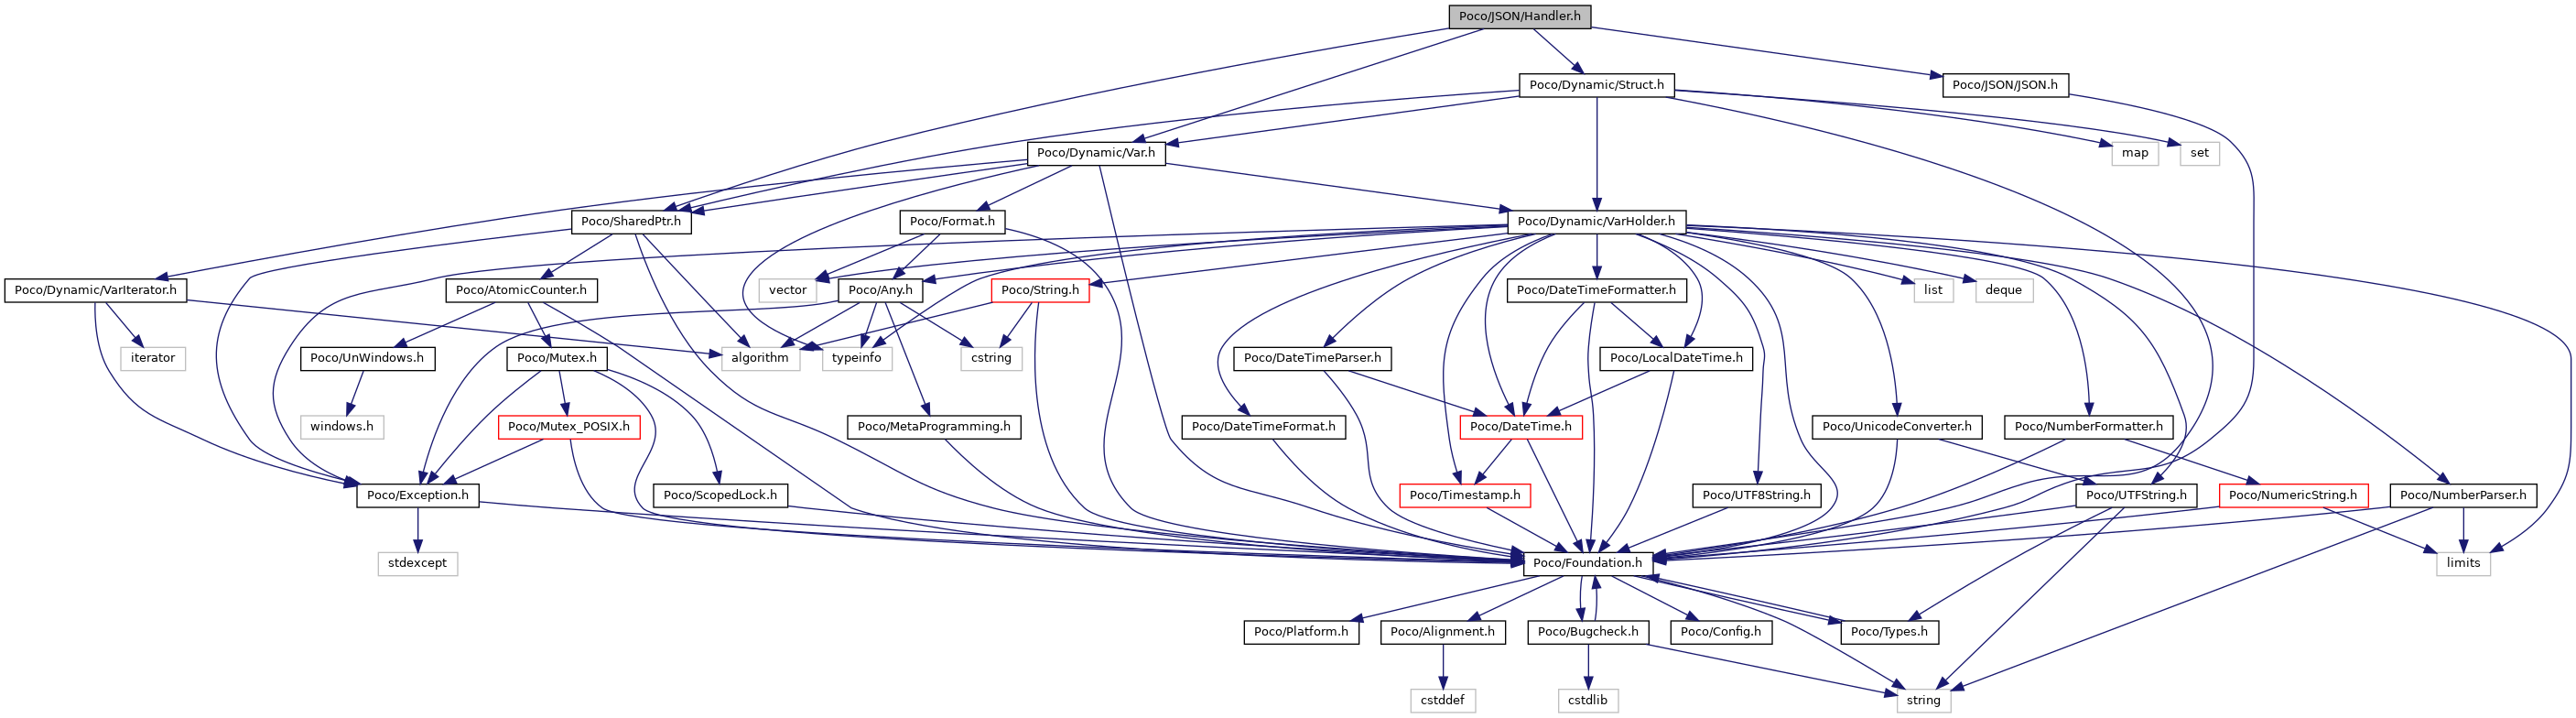 Poco/JSON/Handler.h
Poco/Dynamic/Struct.h
Poco/JSON/JSON.h
Poco/Dynamic/Var.h
map
set
Poco/SharedPtr.h
Poco/Format.h
Poco/Dynamic/VarHolder.h
Poco/Dynamic/VarIterator.h
Poco/AtomicCounter.h
vector
Poco/Any.h
Poco/String.h
Poco/DateTimeFormatter.h
list
deque
iterator
Poco/UnWindows.h
Poco/Mutex.h
algorithm
typeinfo
cstring
Poco/DateTimeParser.h
Poco/LocalDateTime.h
windows.h
Poco/Mutex_POSIX.h
Poco/MetaProgramming.h
Poco/DateTimeFormat.h
Poco/DateTime.h
Poco/UnicodeConverter.h
Poco/NumberFormatter.h
Poco/Exception.h
Poco/ScopedLock.h
Poco/Timestamp.h
Poco/UTF8String.h
Poco/UTFString.h
Poco/NumericString.h
Poco/NumberParser.h
stdexcept
Poco/Foundation.h
limits
Poco/Platform.h
Poco/Alignment.h
Poco/Bugcheck.h
Poco/Config.h
Poco/Types.h
cstddef
cstdlib
string